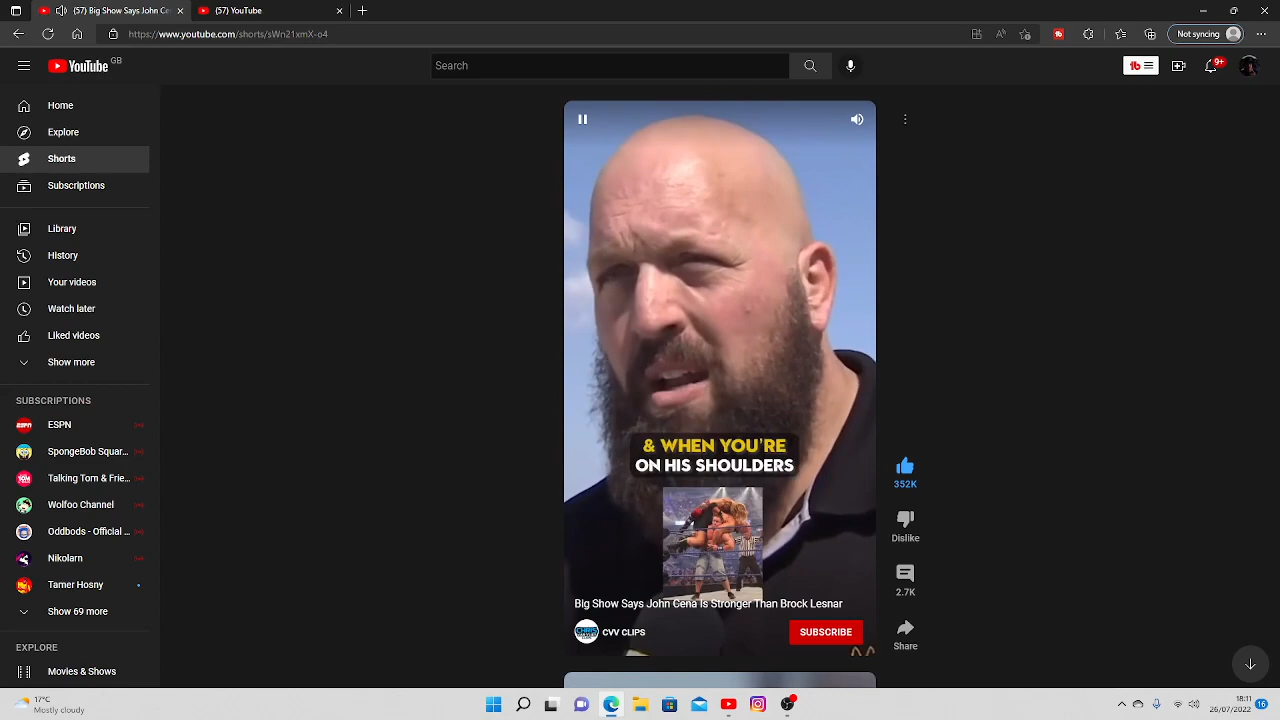 (57) Big Show Says John Cen
(57) YouTube
https://www.youtube.com/shorts/sWn21xmX-o4
Not syncing
YouTube GB
Search
9+
Home
Explore
Shorts
Subscriptions
Library
History
Your videos
Watch later
Liked videos
Show more
SUBSCRIPTIONS
ESPN
SpongeBob Squar...
Talking Tom & Frie...
Wolfoo Channel
Oddbods - Official ...
Nikolarn
Tamer Hosny
Show 69 more
EXPLORE
Movies & Shows
& WHEN YOU'RE
ON HIS SHOULDERS
Big Show Says John Cena Is Stronger Than Brock Lesnar
CVV CLIPS
SUBSCRIBE
352K
Dislike
2.7K
Share
17°C
Mostly cloudy
18:11
26/07/2022
16